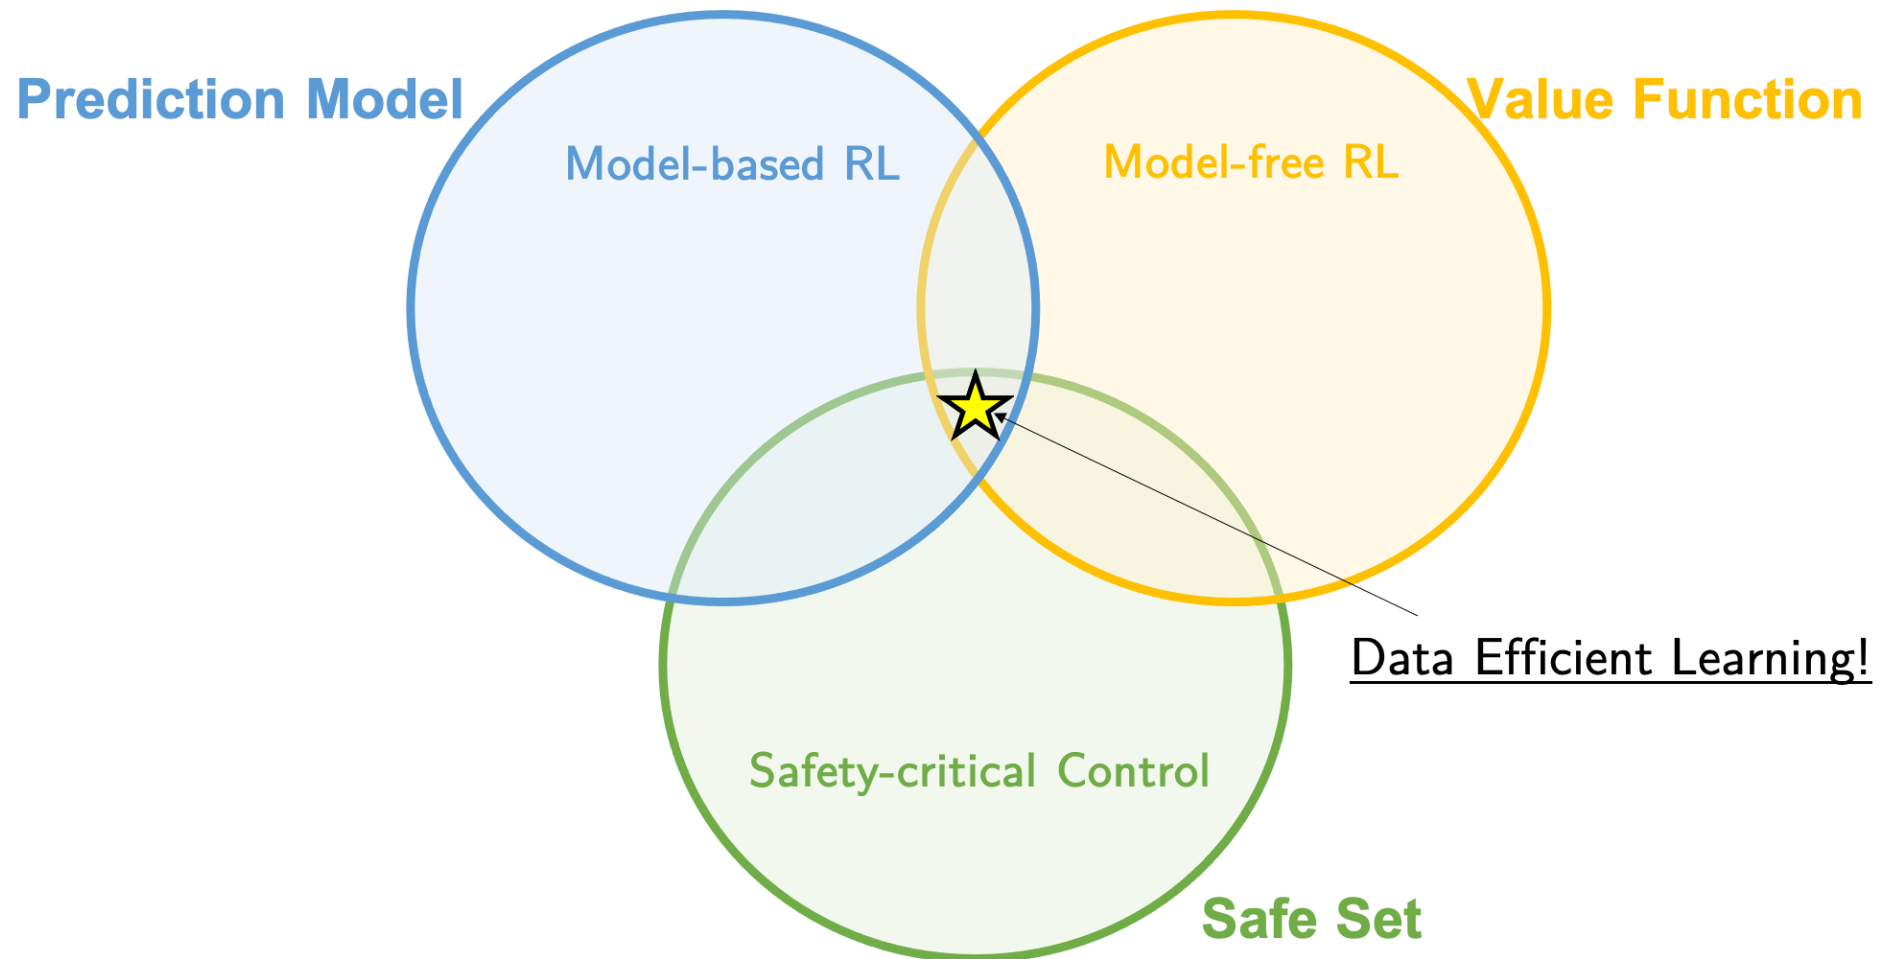 Prediction Model
Value Function
Model-based RL
Model-free RL
Data Efficient Learning!
Safety-critical Control
Safe Set